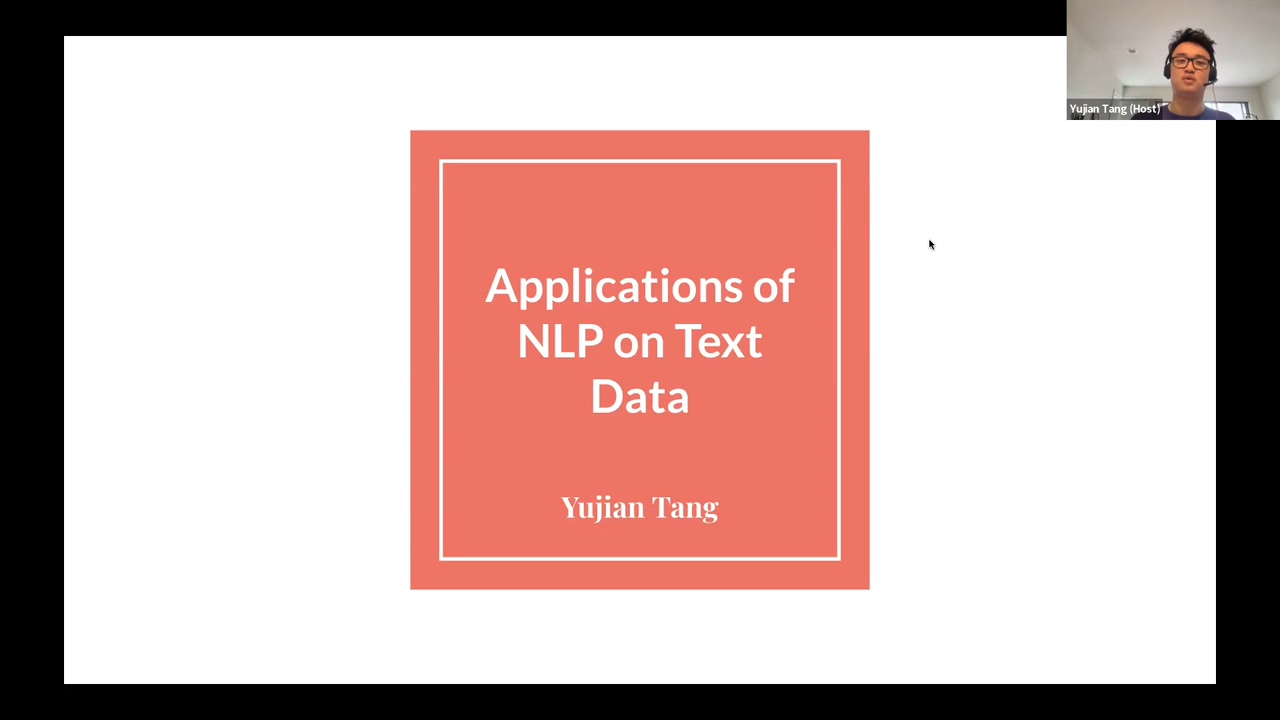 Yujian Tang (Host)
Applications of
NLP on Text
Data
Yujian Tang